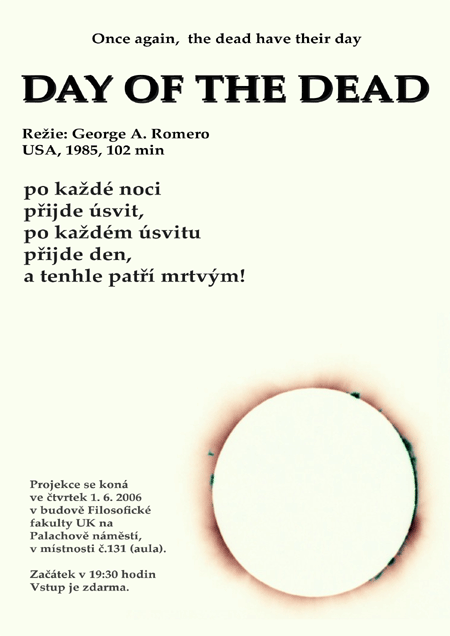 Once again, the dead have their day
DAY OF THE DEAD
Režie: George A. Romero
USA, 1985, 102 min
po každé noci
přijde úsvit,
po každém úsvitu
přijde den,
a tenhle patří mrtvým!
Projekce se koná
ve čtvrtek 1. 6. 2006
v budově Filosofické
fakulty UK na
Palachově náměstí,
v místnosti č.131 (aula).
Začátek v 19:30 hodin
Vstup je zdarma.